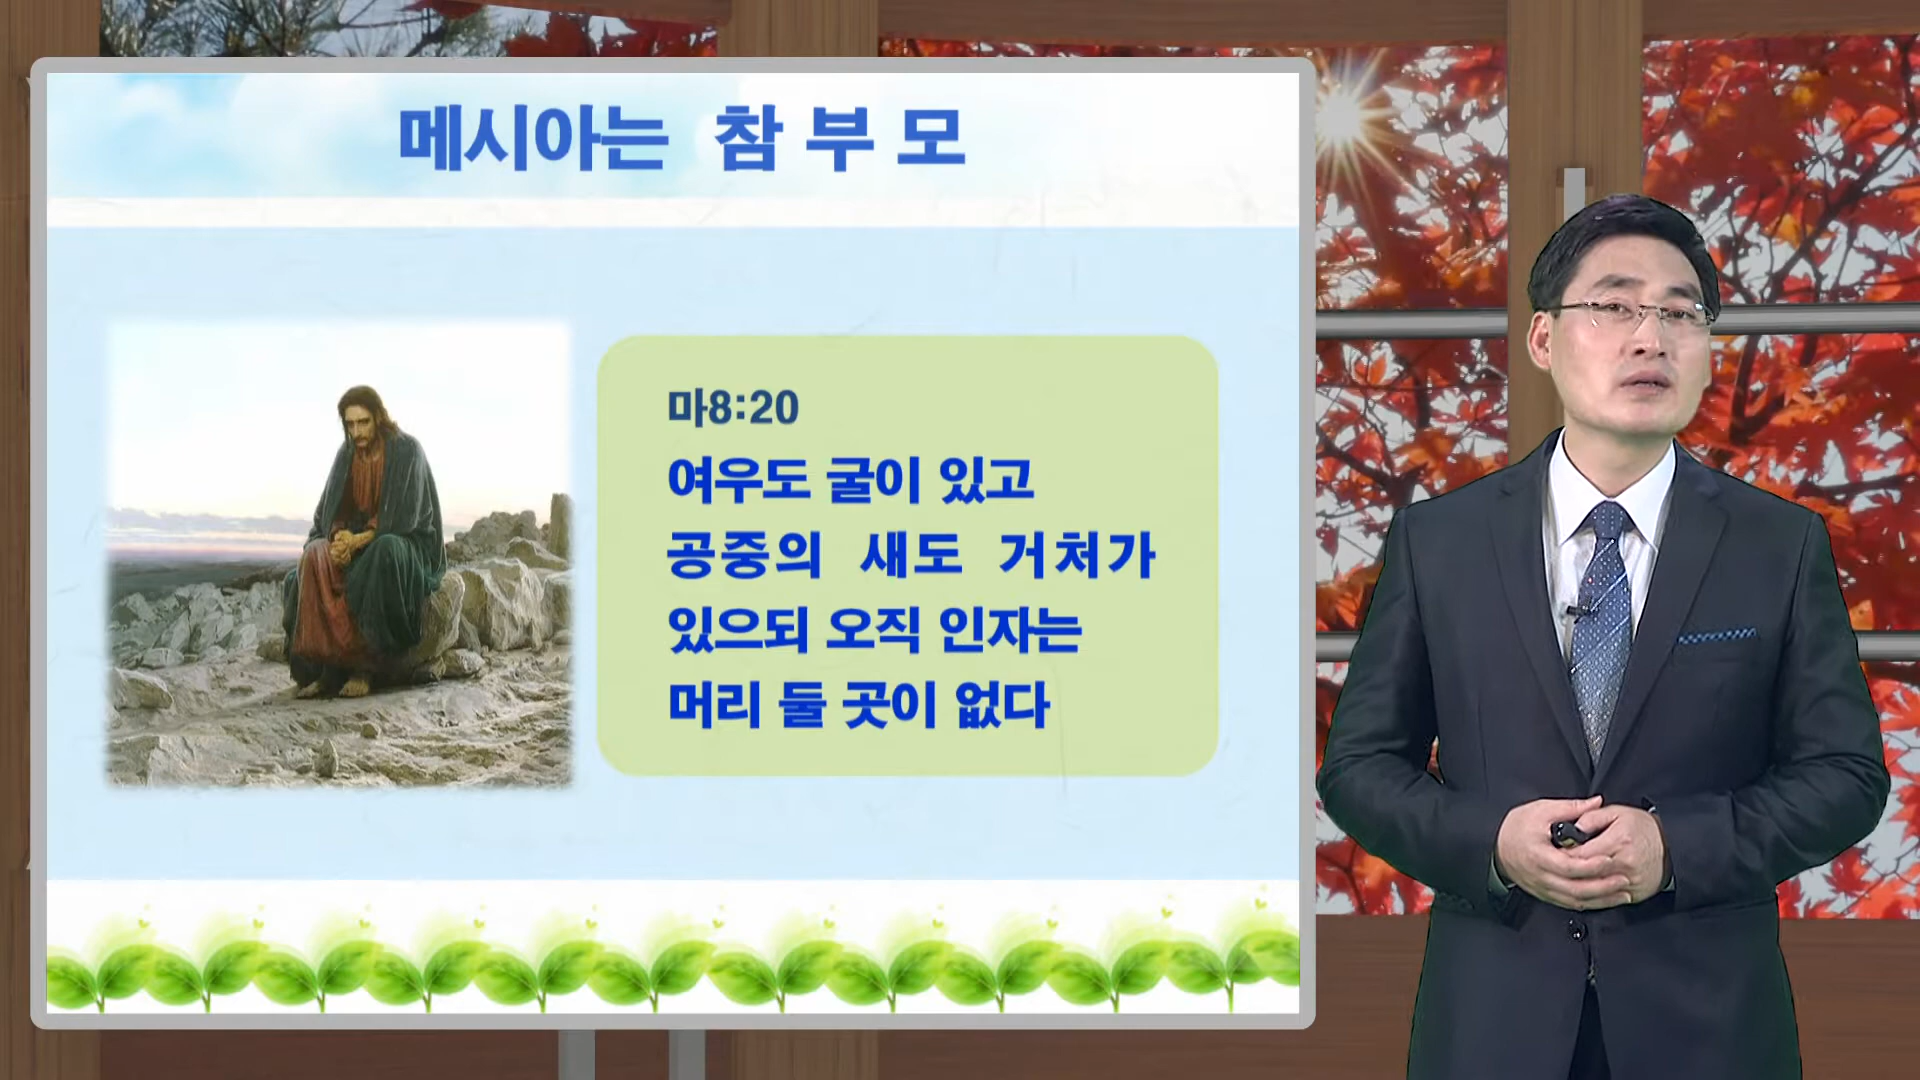 메시아는 참 부 모
마8:20
여우도 굴이 있고
공중의 새도 거처가
있으되 오직 인자는
머리 둘 곳이 없다